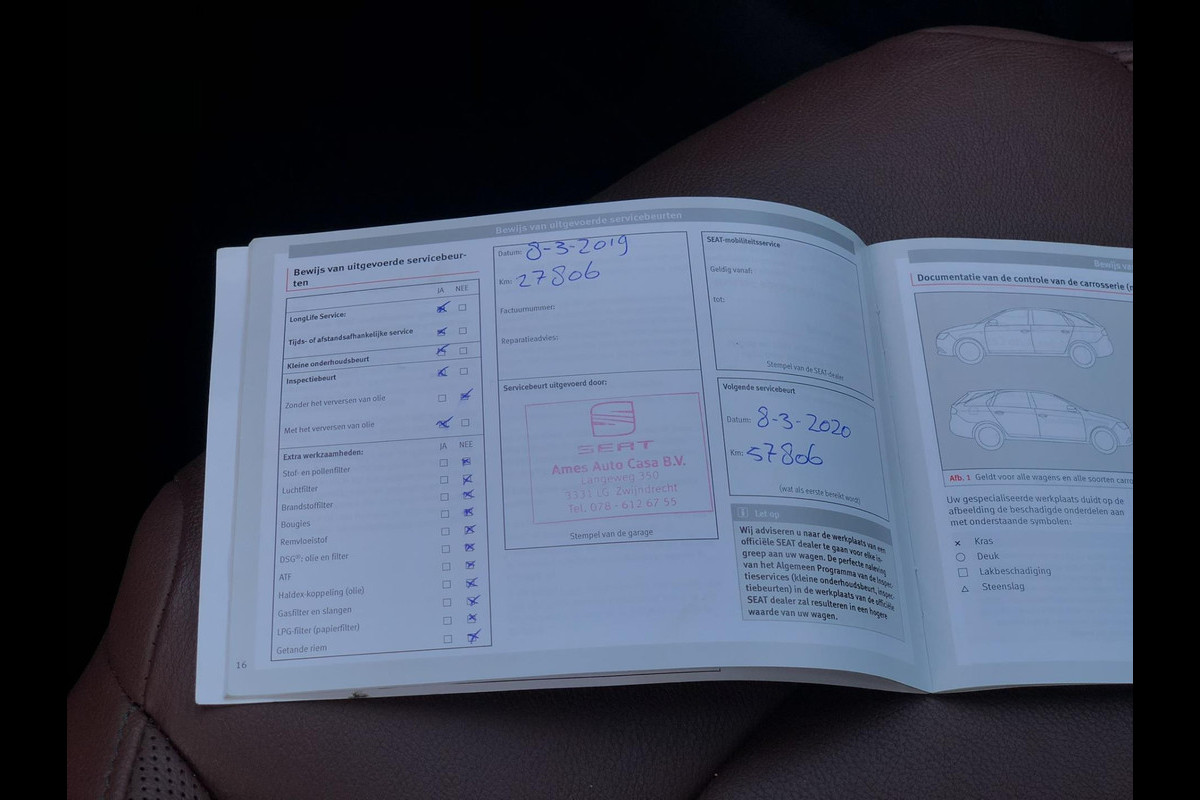 Bewijs van uitgevoerde servicebeurten
Bewijs van uitgevoerde servicebeur-
ten
JA NEE
LongLife Service:
Tijds- of afstandsafhankelijke service
Kleine onderhoudsbeurt
Inspectiebeurt
Zonder het verversen van olie
Met het verversen van olie
Extra werkzaamheden: JA NEE
Stof- en pollenfilter
Luchtfilter
Brandstoffilter
Bougies
Remvloeistof
DSG®: olie en filter
ATF
Haldex-koppeling (olie)
Gasfilter en slangen
LPG-filter (papierfilter)
Getande riem
16
Datum: 8-3-2019
Km: 27806
Factuurnummer:
Reparatieadvies:
Servicebeurt uitgevoerd door:
SEAT
Ames Auto Casa B.V.
Langeweg 350
3331 LG Zwijndrecht
Tel. 078 - 612 67 55
Stempel van de garage
SEAT-mobiliteitsservice
Geldig vanaf:
tot:
Stempel van de SEAT-dealer
Volgende servicebeurt
Datum: 8-3-2020
Km: 57806
(wat als eerste bereikt wordt)
i Let op
Wij adviseren u naar de werkplaats van een
officiële SEAT dealer te gaan voor elke in-
greep aan uw wagen. De perfecte naleving
van het Algemeen Programma van de Inspec-
tieservices (kleine onderhoudsbeurt, inspec-
tiebeurten) in de werkplaats van de officiële
SEAT dealer zal resulteren in een hogere
waarde van uw wagen.
Documentatie van de controle van de carrosserie
Afb. 1 Geldt voor alle wagens en alle soorten
Uw gespecialiseerde werkplaats duidt op de
afbeelding de beschadigde onderdelen aan
met onderstaande symbolen:
× Kras
○ Deuk
□ Lakbeschadiging
△ Steenslag